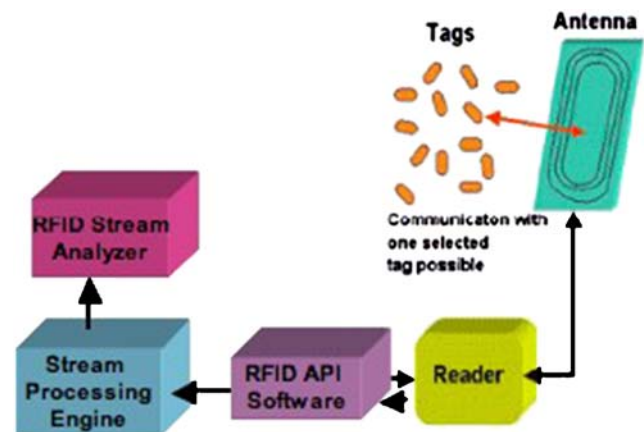 Antenna
Tags
Communicaton with
one selected
tag possible
RFID Stream
Analyzer
Stream
Processing
Engine
RFID API
Software
Reader